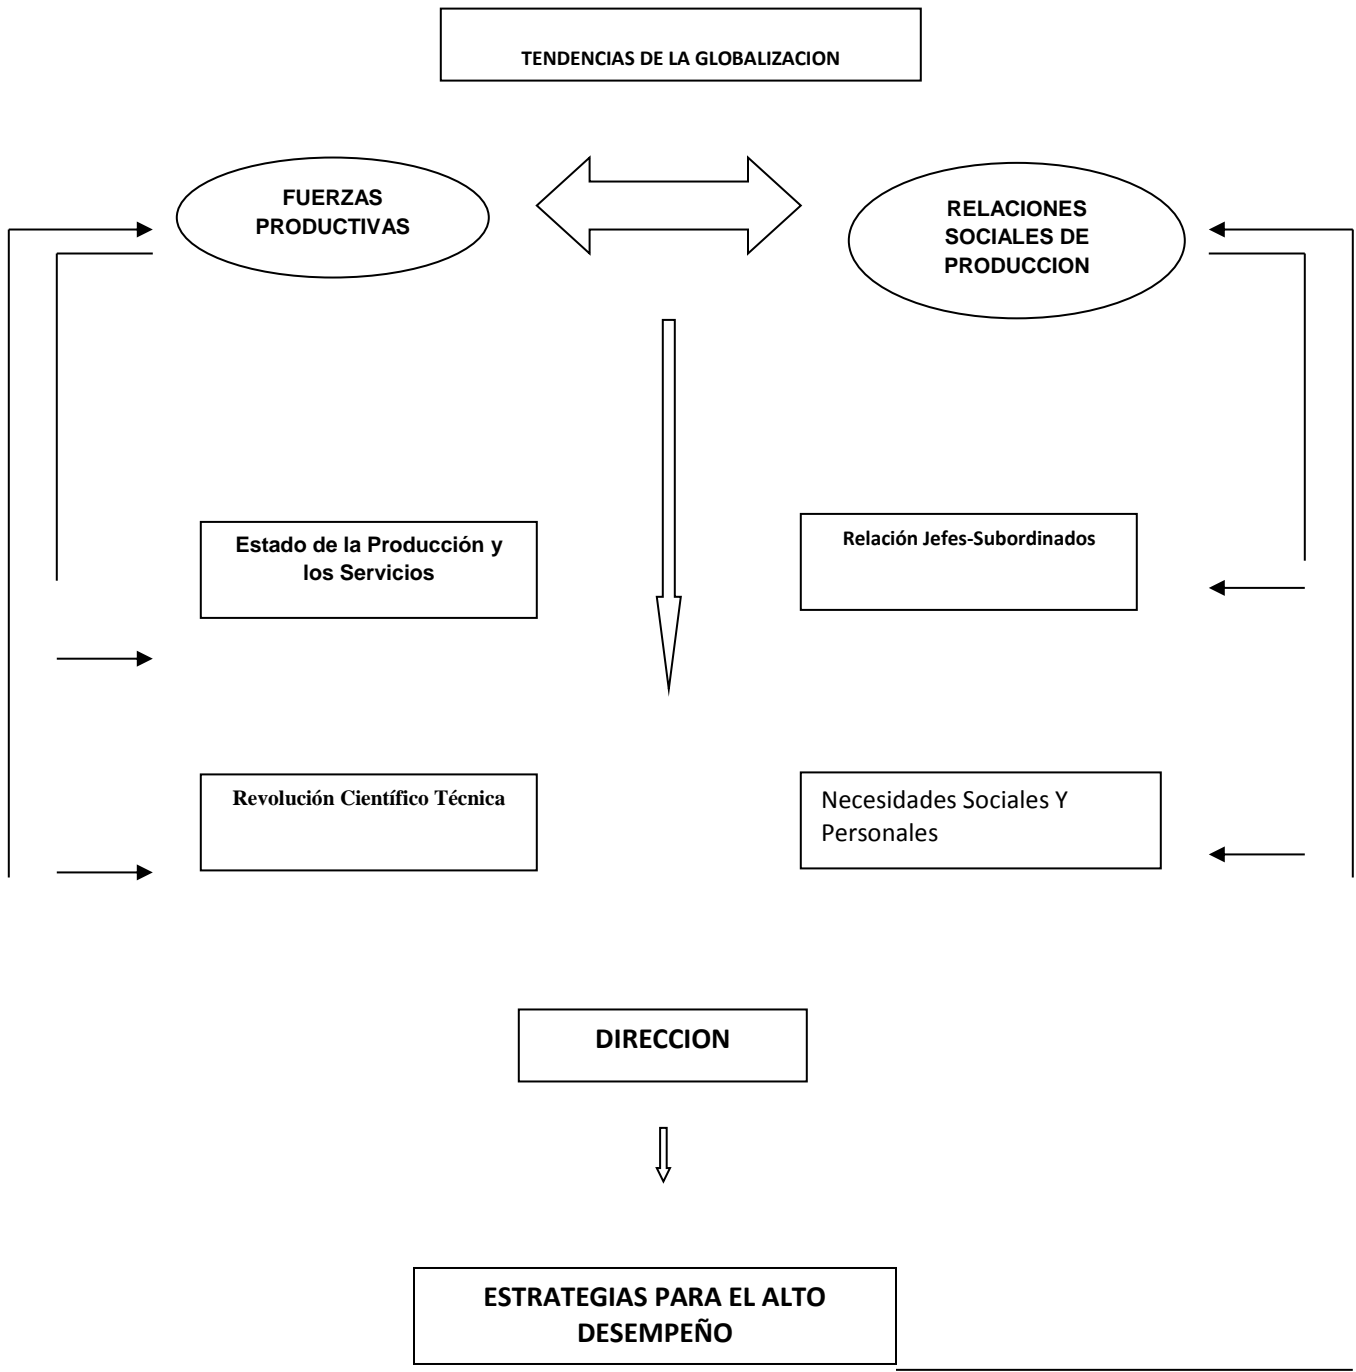 TENDENCIAS DE LA GLOBALIZACION
FUERZAS
PRODUCTIVAS
RELACIONES
SOCIALES DE
PRODUCCION
Estado de la Producción y
los Servicios
Relación Jefes-Subordinados
Revolución Científico Técnica
Necesidades Sociales Y
Personales
DIRECCION
ESTRATEGIAS PARA EL ALTO
DESEMPEÑO